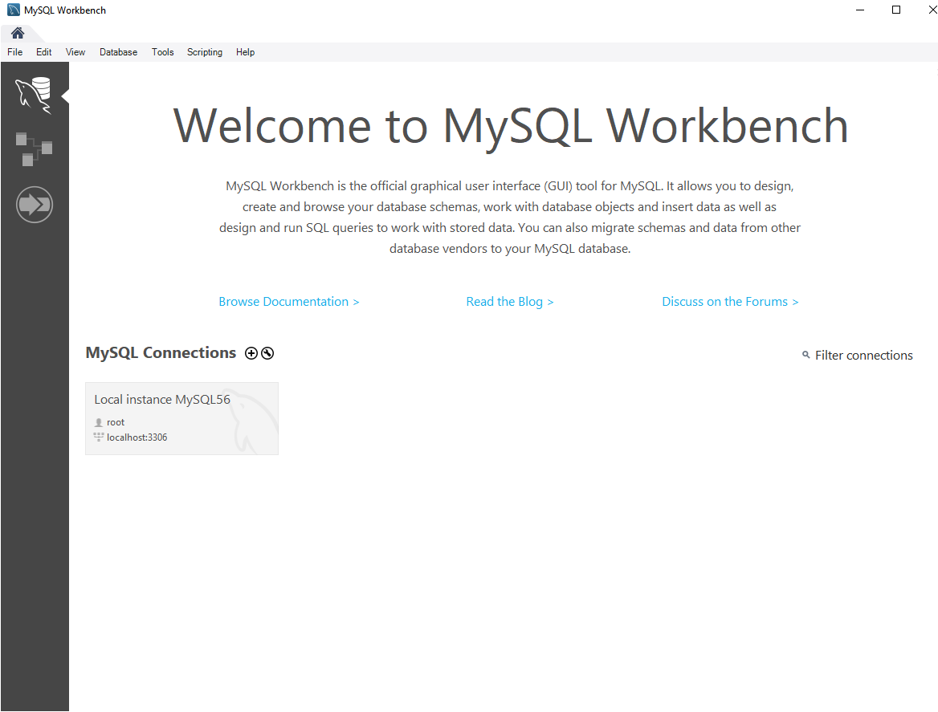 MySQL Workbench
File Edit View Database Tools Scripting Help
Welcome to MySQL Workbench
MySQL Workbench is the official graphical user interface (GUI) tool for MySQL. It allows you to design,
create and browse your database schemas, work with database objects and insert data as well as
design and run SQL queries to work with stored data. You can also migrate schemas and data from other
database vendors to your MySQL database.
Browse Documentation > Read the Blog > Discuss on the Forums >
MySQL Connections Filter connections
Local instance MySQL56
root
localhost:3306